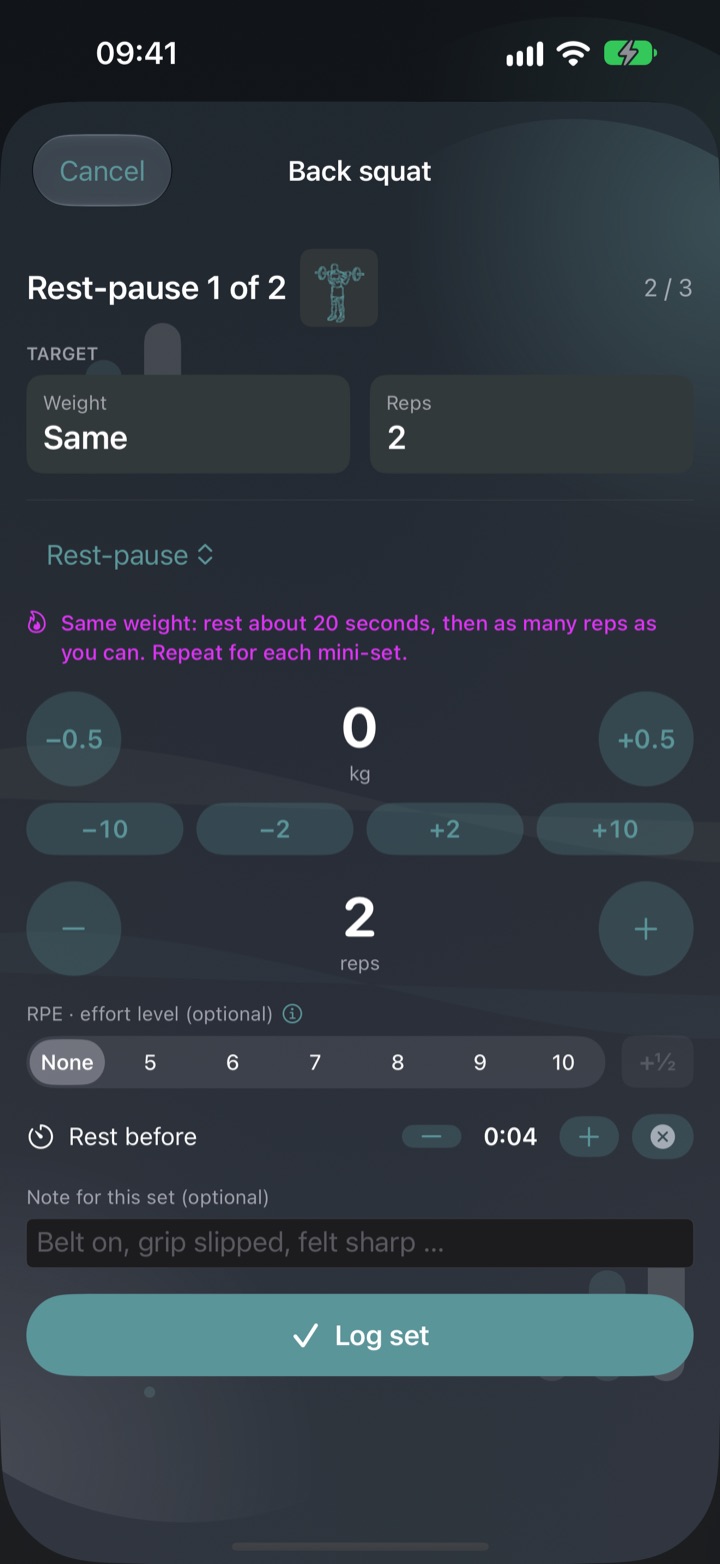 09:41
Cancel
Back squat
Rest-pause 1 of 2
2 / 3
TARGET
Weight
Same
Reps
2
Rest-pause
Same weight: rest about 20 seconds, then as many reps as
you can. Repeat for each mini-set.
−0.5
0
+0.5
kg
−10
−2
+2
+10
−
2
+
reps
RPE · effort level (optional)
None 5 6 7 8 9 10 +½
Rest before − 0:04 +
Note for this set (optional)
Belt on, grip slipped, felt sharp ...
Log set